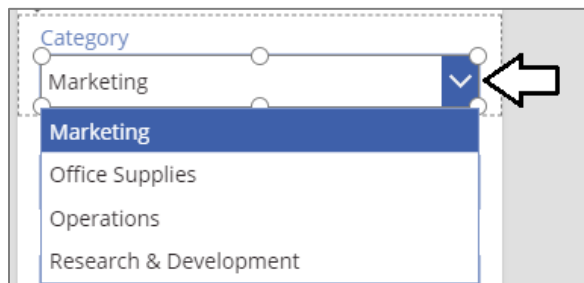 Category
Marketing
Marketing
Office Supplies
Operations
Research & Development